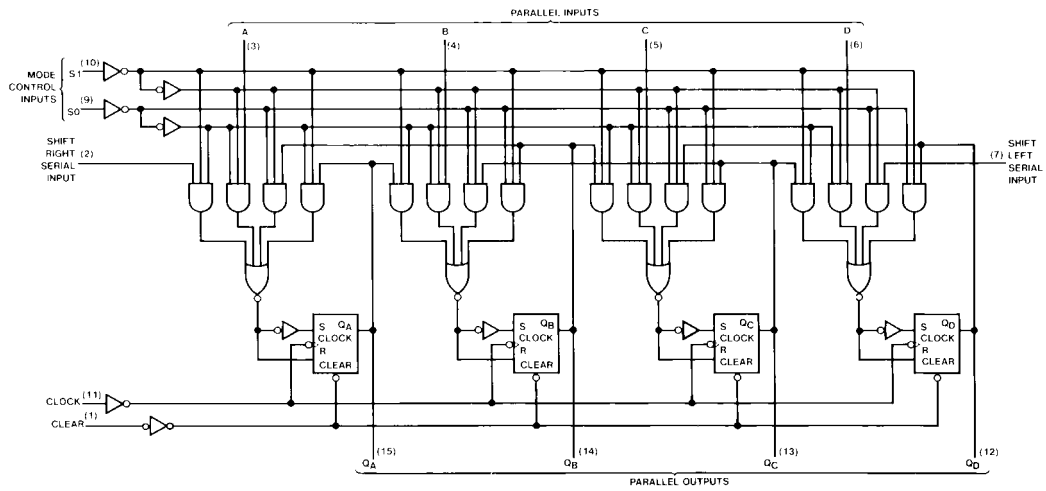 PARALLEL INPUTS
A B C D
(3) (4) (5) (6)
MODE
CONTROL
INPUTS
(10)
S1
(9)
S0
SHIFT
RIGHT (2)
SERIAL
INPUT
SHIFT
(7) LEFT
SERIAL
INPUT
S QA
CLOCK
R
CLEAR
S QB
CLOCK
R
CLEAR
S QC
CLOCK
R
CLEAR
S QD
CLOCK
R
CLEAR
CLOCK (11)
CLEAR (1)
(15) (14) (13) (12)
QA QB QC QD
PARALLEL OUTPUTS